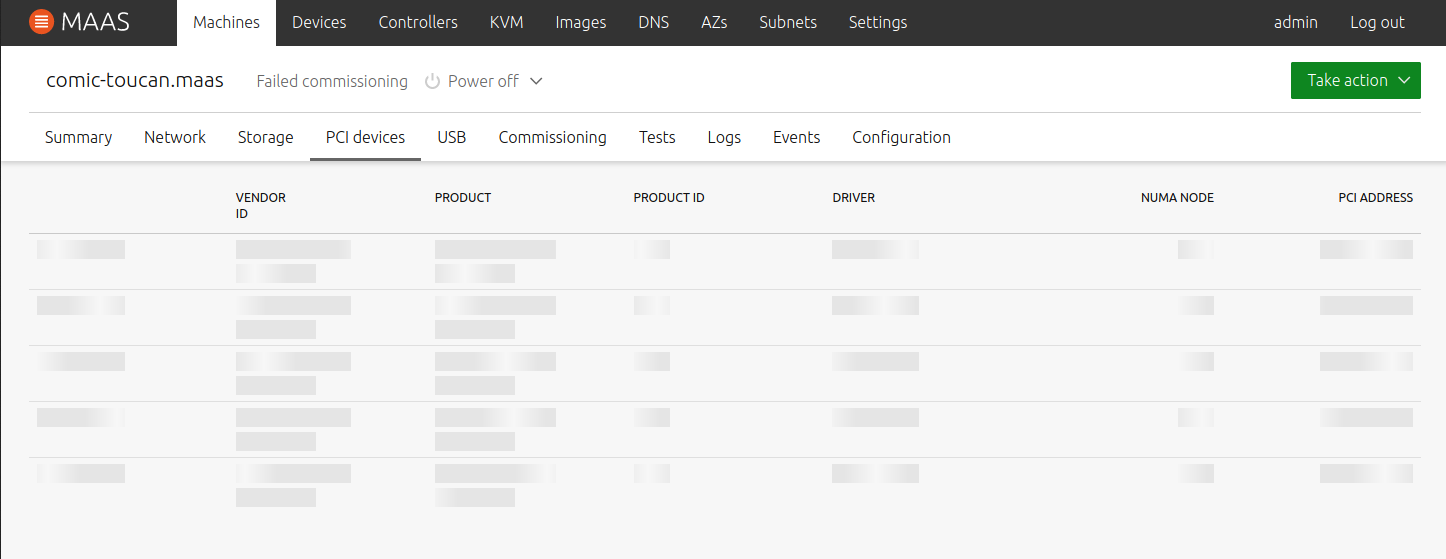 MAAS Machines Devices Controllers KVM Images DNS AZs Subnets Settings admin Log out
comic-toucan.maas Failed commissioning Power off Take action
Summary Network Storage PCI devices USB Commissioning Tests Logs Events Configuration
VENDOR PRODUCT PRODUCT ID DRIVER NUMA NODE PCI ADDRESS
ID